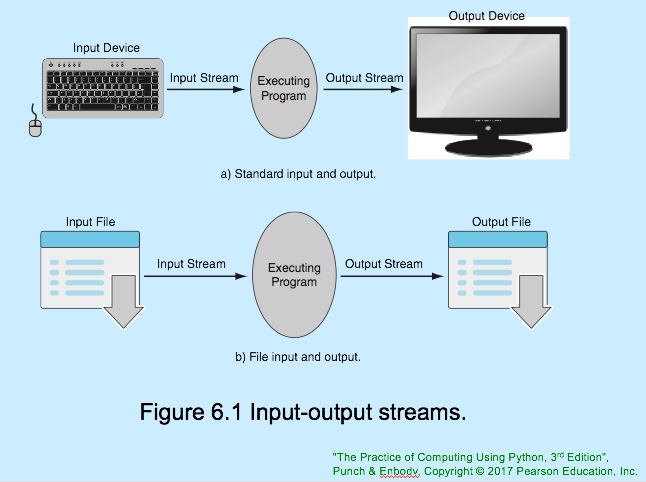 Output Device
Input Device
Input Stream
Executing
Program
Output Stream
a) Standard input and output.
Input File
Output File
Input Stream
Executing
Program
Output Stream
b) File input and output.
Figure 6.1 Input-output streams.
"The Practice of Computing Using Python, 3rd Edition",
Punch & Enbody, Copyright © 2017 Pearson Education, Inc.